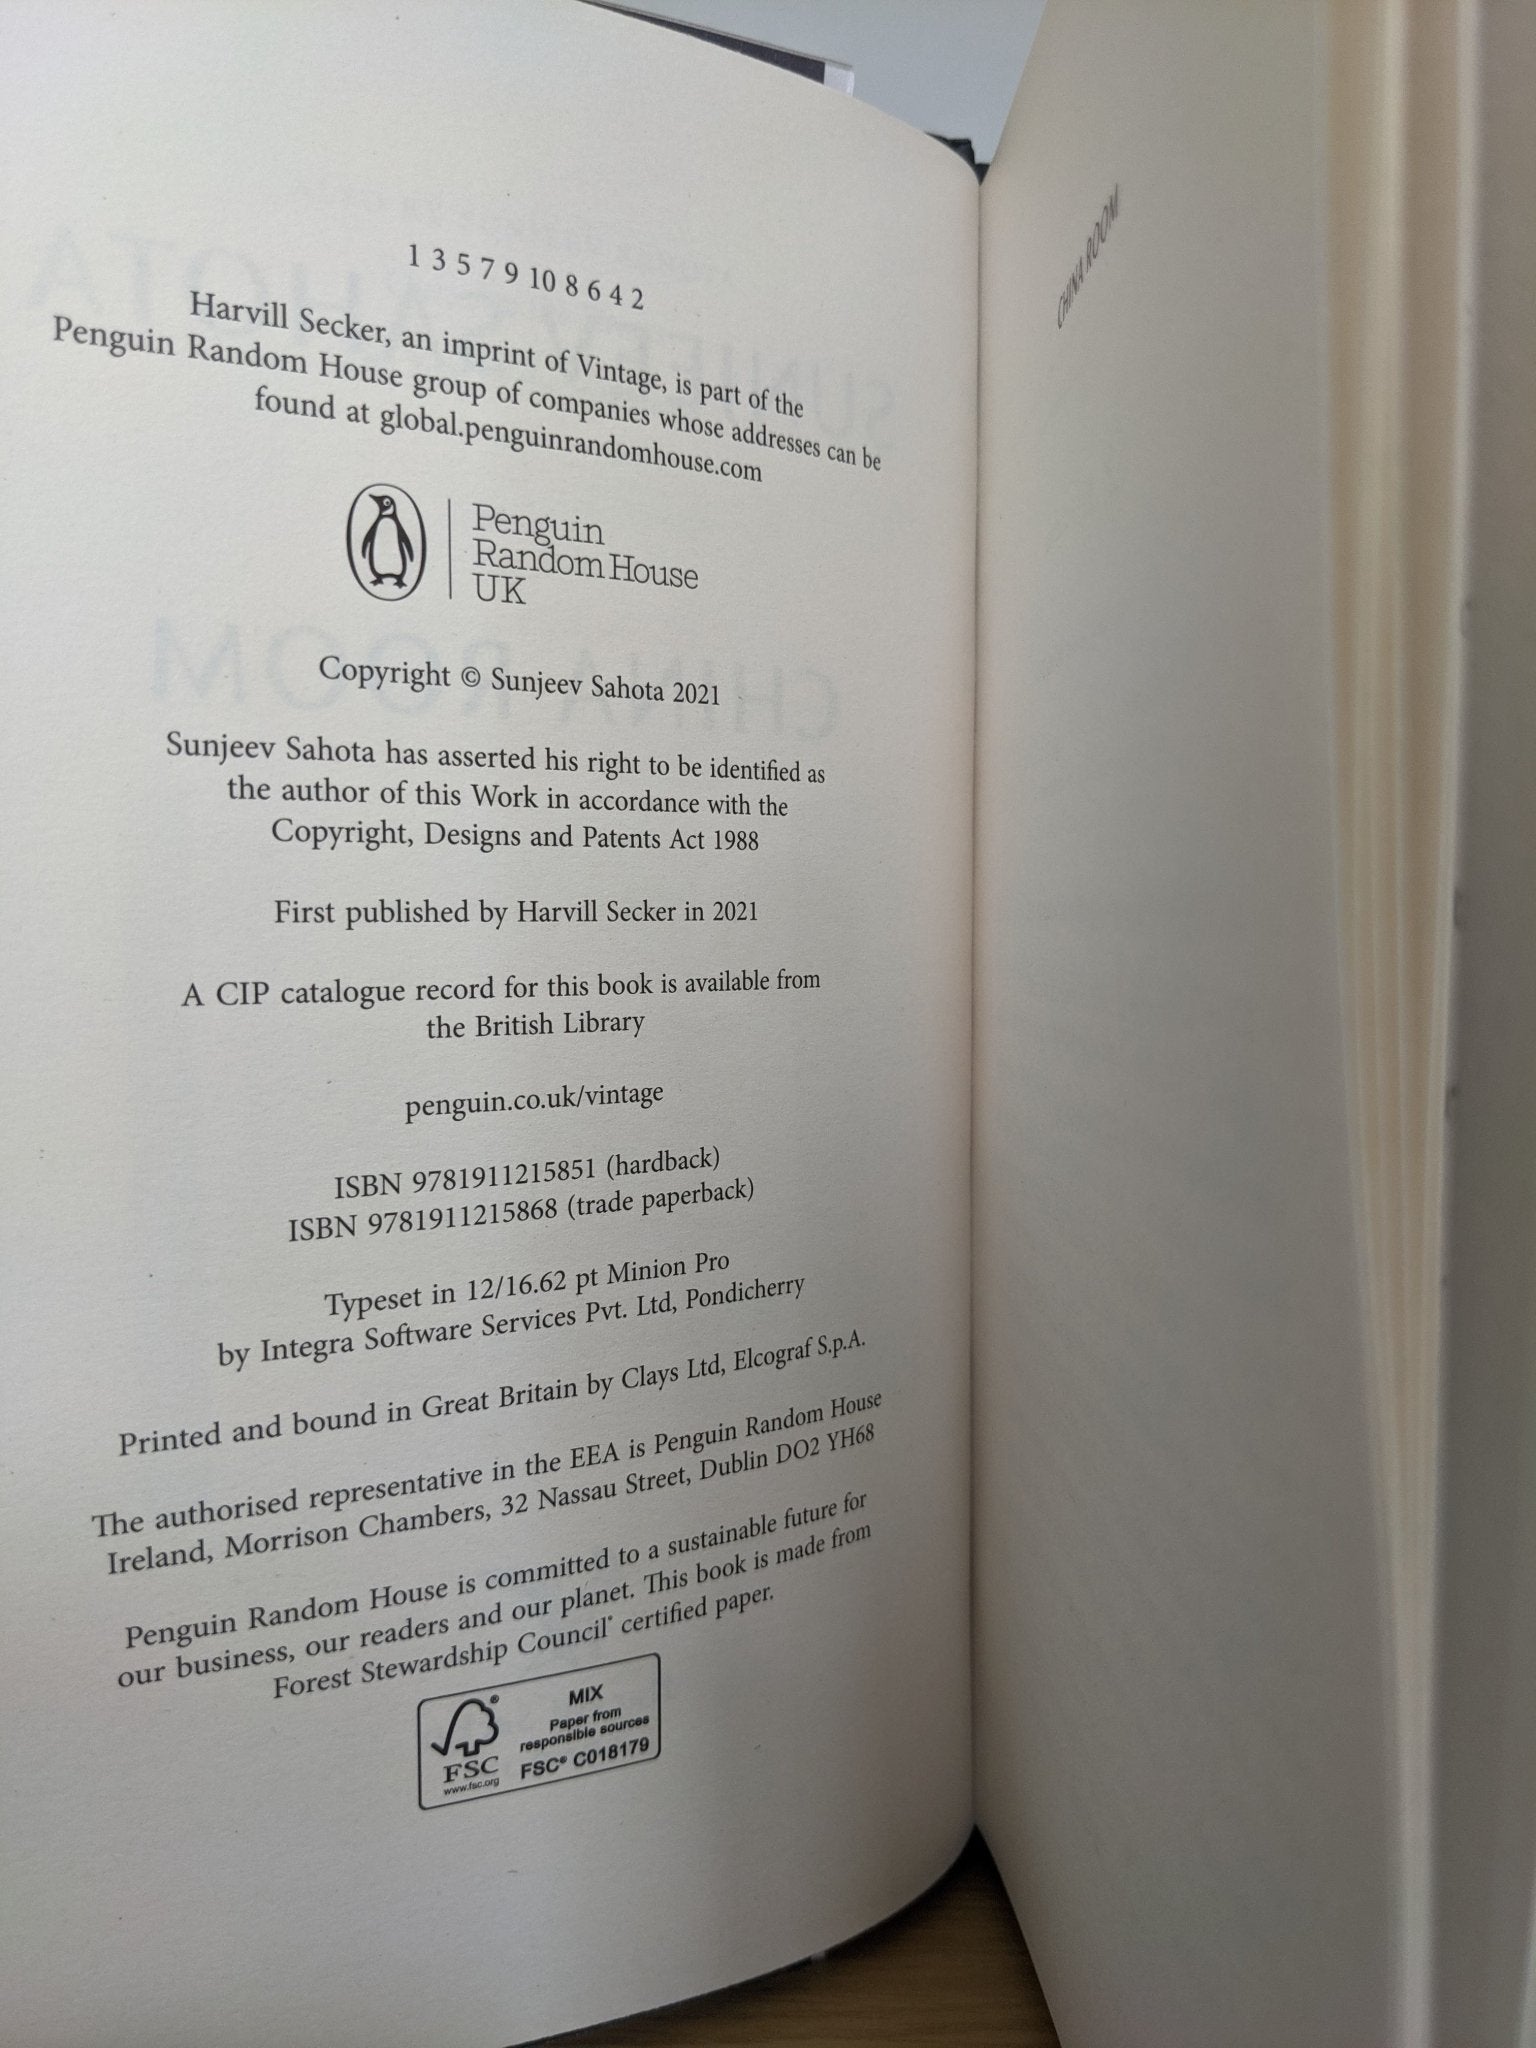 1 3 5 7 9 10 8 6 4 2
Harvill Secker, an imprint of Vintage, is part of the
Penguin Random House group of companies whose addresses can be
found at global.penguinrandomhouse.com
Penguin
Random House
UK
Copyright © Sunjeev Sahota 2021
Sunjeev Sahota has asserted his right to be identified as
the author of this Work in accordance with the
Copyright, Designs and Patents Act 1988
First published by Harvill Secker in 2021
A CIP catalogue record for this book is available from
the British Library
penguin.co.uk/vintage
ISBN 9781911215851 (hardback)
ISBN 9781911215868 (trade paperback)
Typeset in 12/16.62 pt Minion Pro
by Integra Software Services Pvt. Ltd, Pondicherry
Printed and bound in Great Britain by Clays Ltd, Elcograf S.p.A.
The authorised representative in the EEA is Penguin Random House
Ireland, Morrison Chambers, 32 Nassau Street, Dublin DO2 YH68
Penguin Random House is committed to a sustainable future for
our business, our readers and our planet. This book is made from
Forest Stewardship Council® certified paper.
®
FSC
www.fsc.org
MIX
Paper from
responsible sources
FSC® C018179
CHINA ROOM